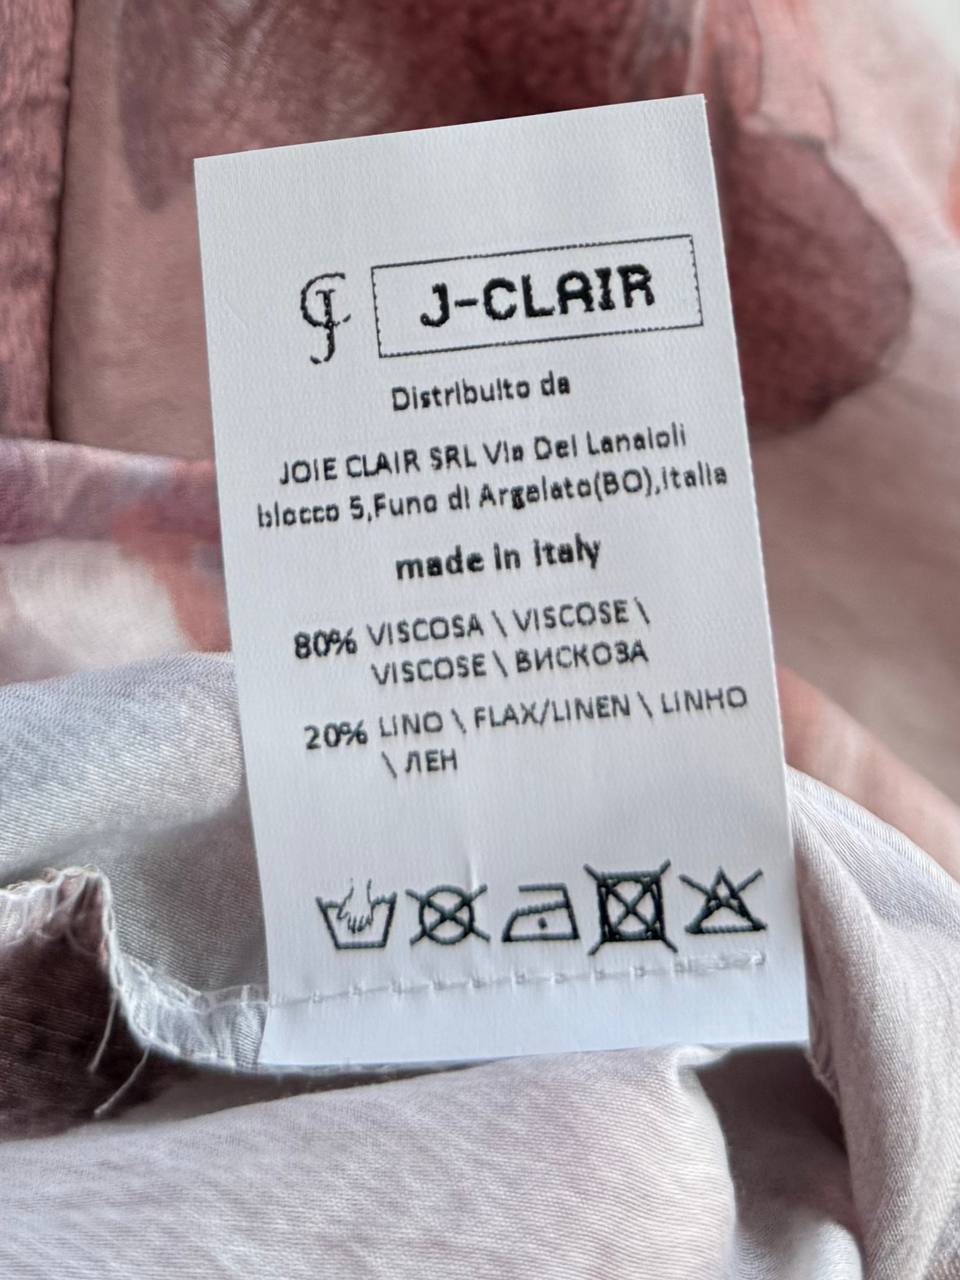 CJ
J-CLAIR
Distribuito da
JOIE CLAIR SRL Via Dei Lanaioli
blocco 5,Funo di Argelato(BO),Italia
made in italy
80% VISCOSA \ VISCOSE \
VISCOSE \ ВИСКОЗА
20% LINO \ FLAX/LINEN \ LINHO
\ ЛЕН